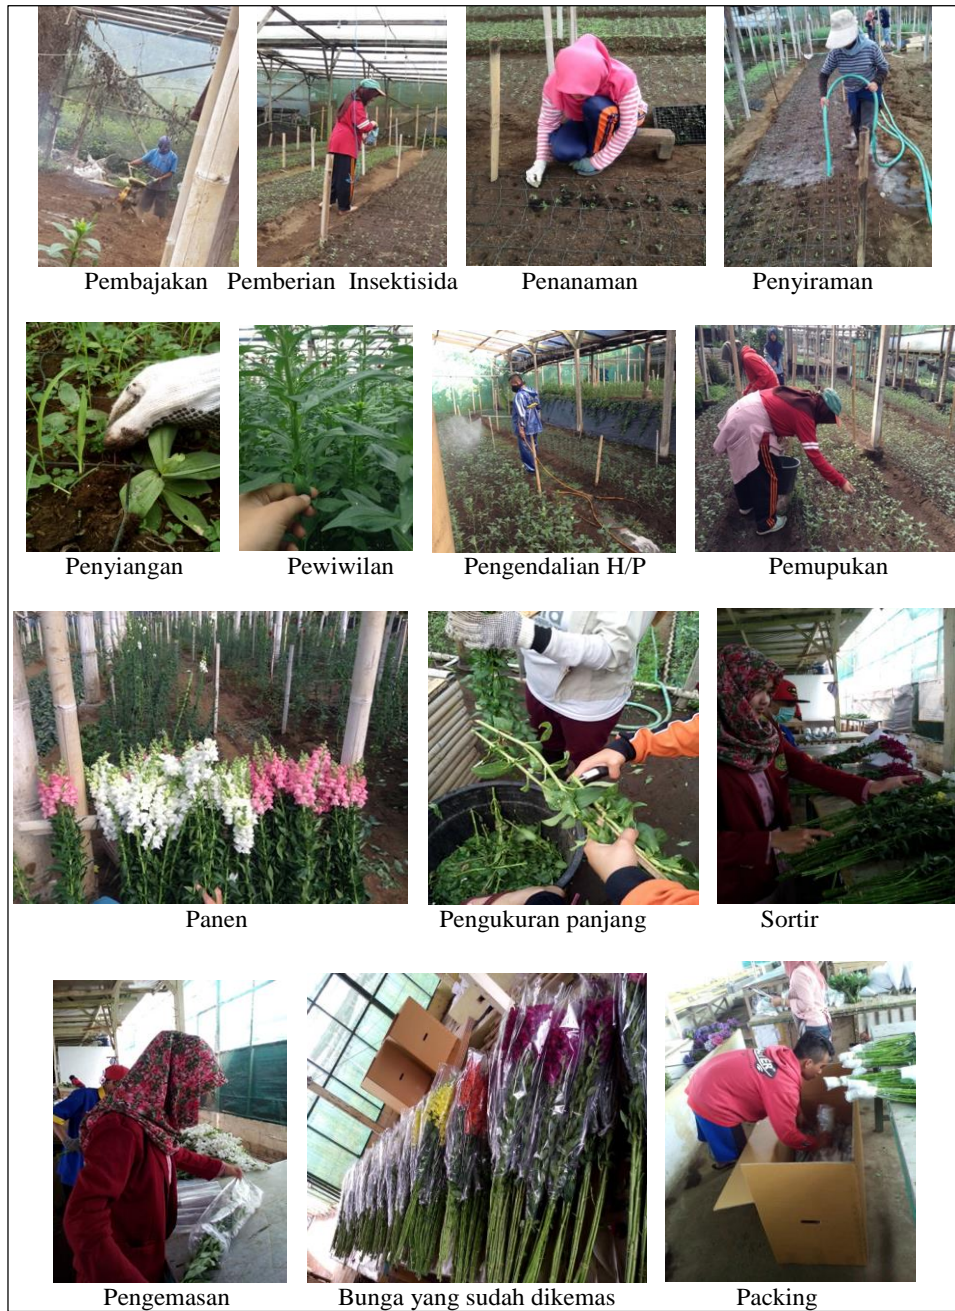 Pembajakan Pemberian Insektisida Penanaman Penyiraman
Penyiangan Pewiwilan Pengendalian H/P Pemupukan
Panen Pengukuran panjang Sortir
Pengemasan Bunga yang sudah dikemas Packing